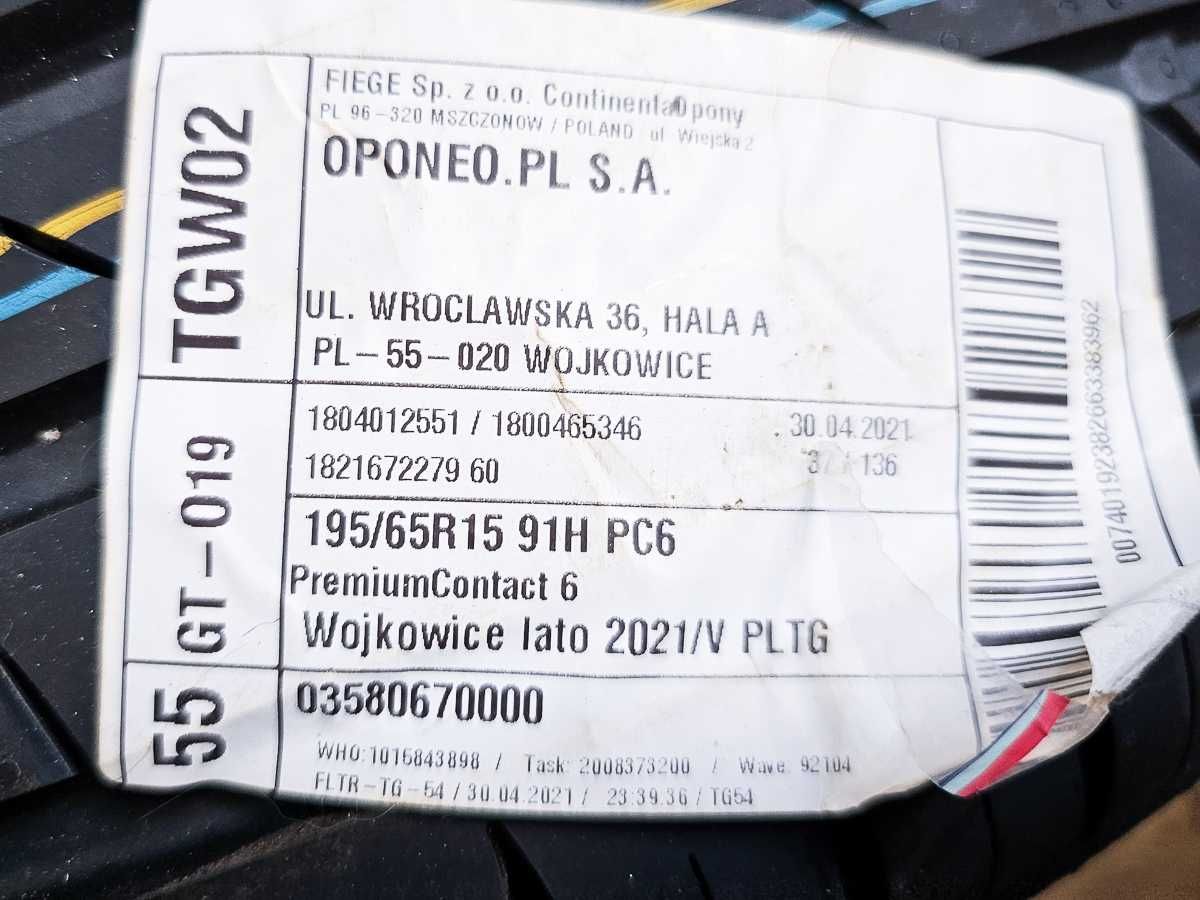 FIEGE Sp. z o.o. Continental Opony
PL 96-320 MSZCZONOW / POLAND ul Wiejska 2
OPONEO.PL S.A.
UL. WROCLAWSKA 36, HALA A
PL-55-020 WOJKOWICE
TGW02
1804012551 / 1800465346 30.04.2021
1821672279 60 37 / 136
GT-019
195/65R15 91H PC6
PremiumContact 6
Wojkowice lato 2021/V PLTG
55
03580670000
WHO:1015843898 / Task: 2008373200 / Wave: 92104
FLTR-TG-54 / 30.04.2021 / 23:39:36 / TG54
00740192382663383962